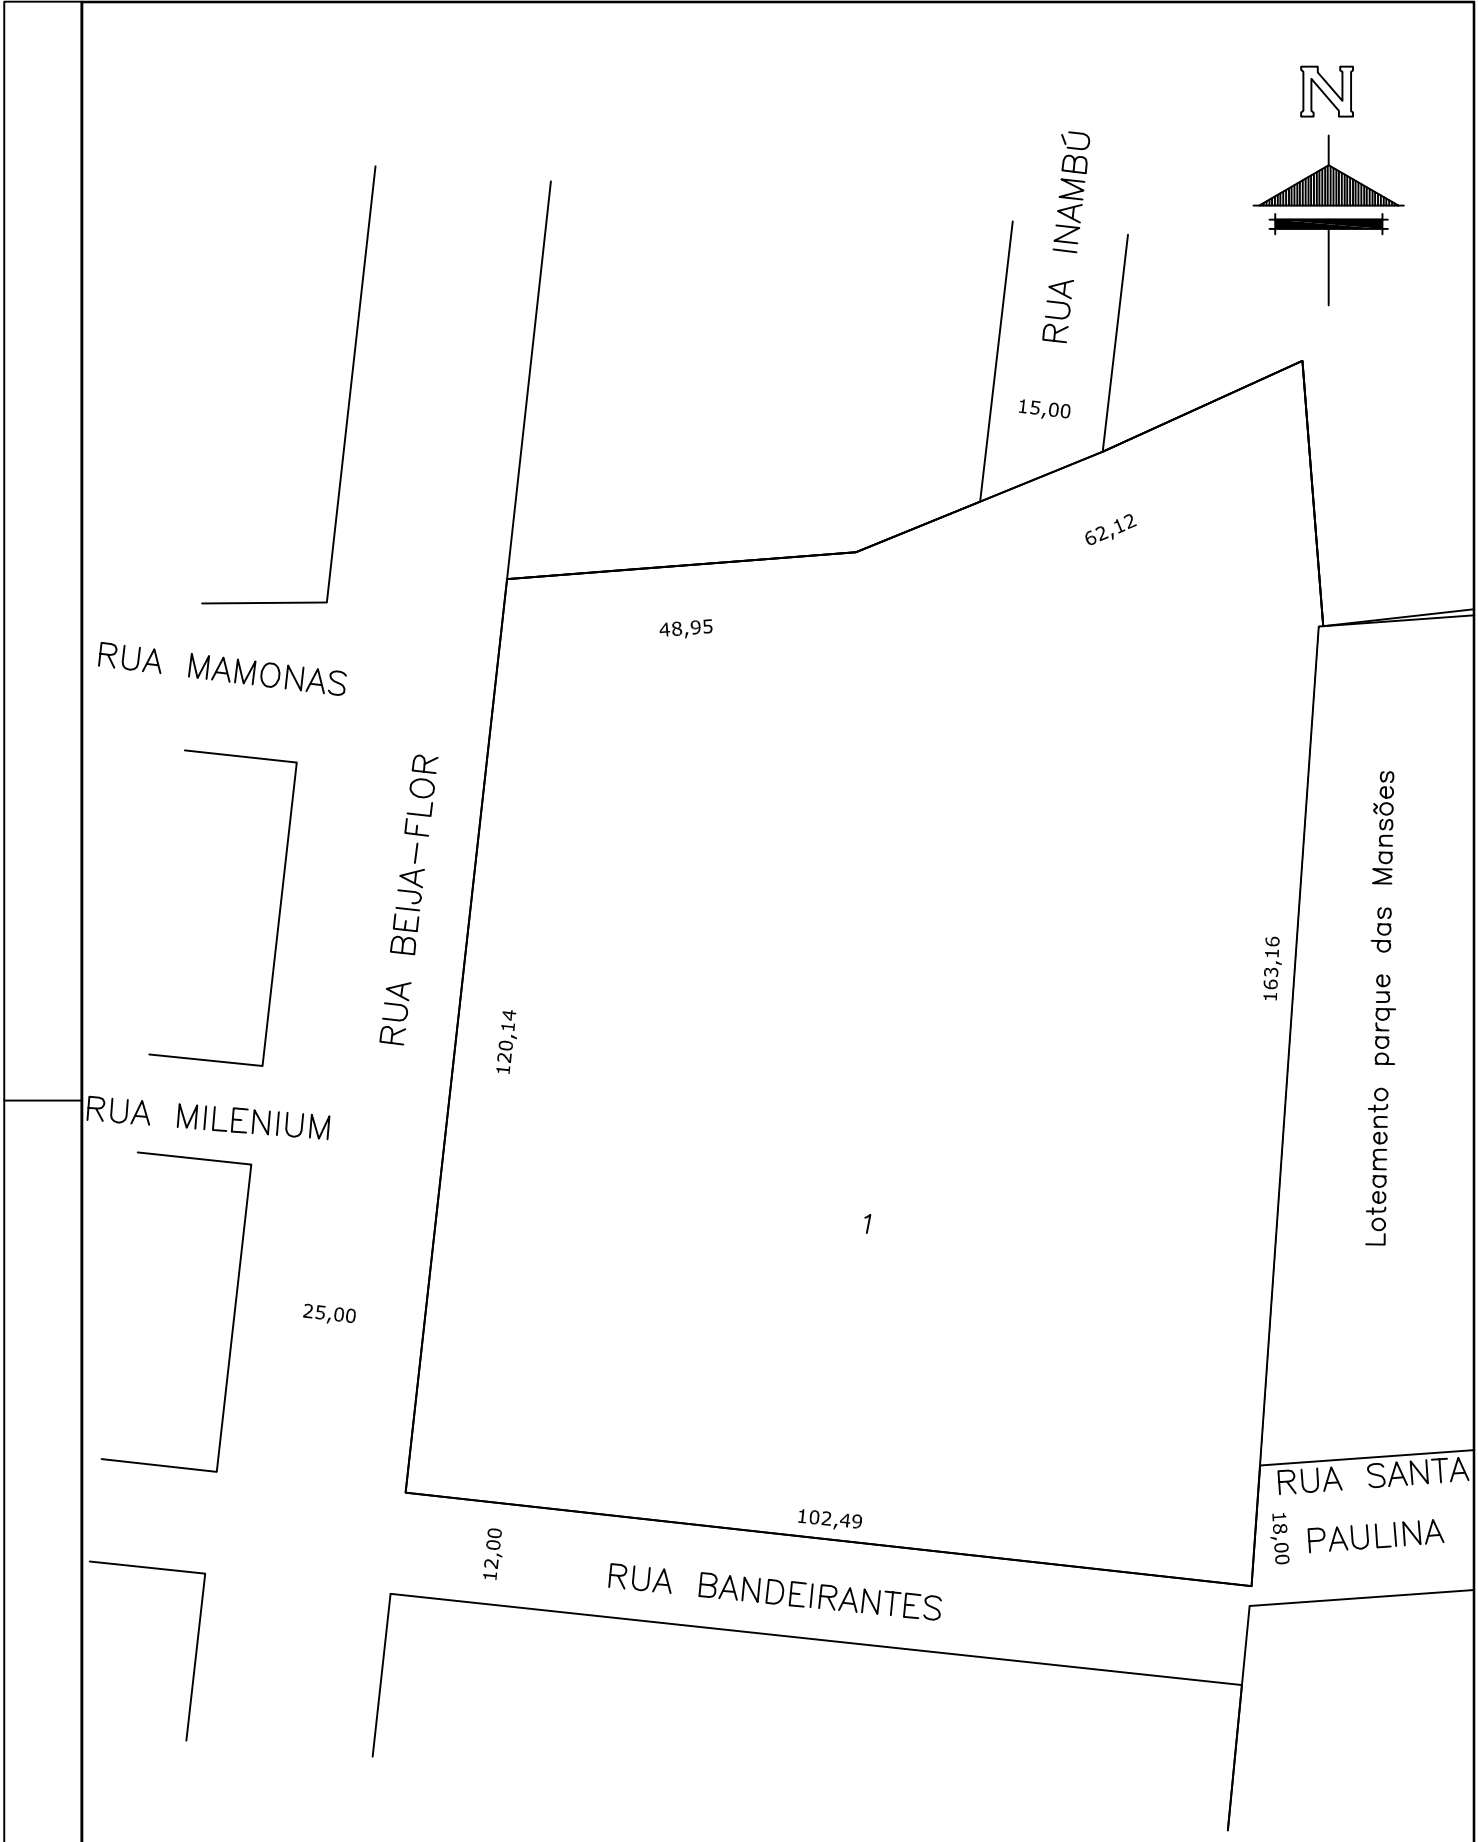 N
RUA INAMBÚ
15,00
62,12
48,95
RUA MAMONAS
RUA BEIJA-FLOR
Loteamento parque das Mansões
163,16
120,14
RUA MILENIUM
1
25,00
RUA SANTA
PAULINA
18,00
102,49
12,00
RUA BANDEIRANTES